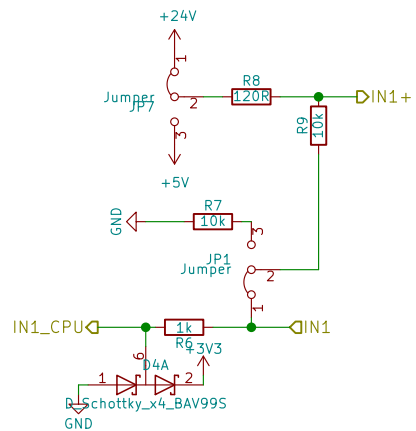 +24V
1
Jumper
JP7
2
3
+5V
R8
120R
IN1+
R9
10k
GND
R7
10k
3
JP1
Jumper
2
1
IN1_CPU
1k
R6
IN1
+3V3
6
D4A
1
2
D_Schottky_x4_BAV99S
GND